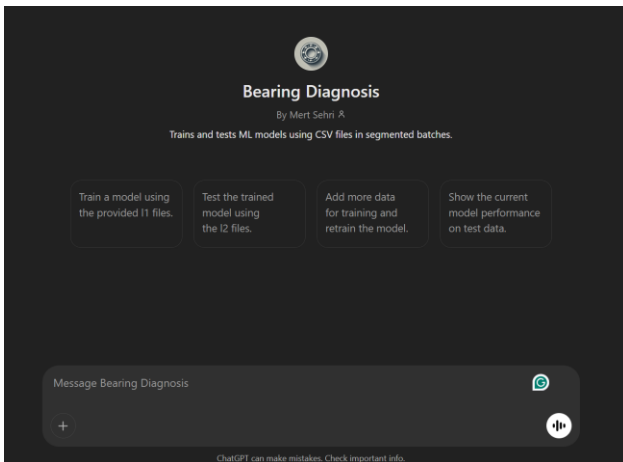 Bearing Diagnosis
By Mert Sehri
Trains and tests ML models using CSV files in segmented batches.
Train a model using
the provided l1 files.
Test the trained
model using
the l2 files.
Add more data
for training and
retrain the model.
Show the current
model performance
on test data.
Message Bearing Diagnosis
ChatGPT can make mistakes. Check important info.